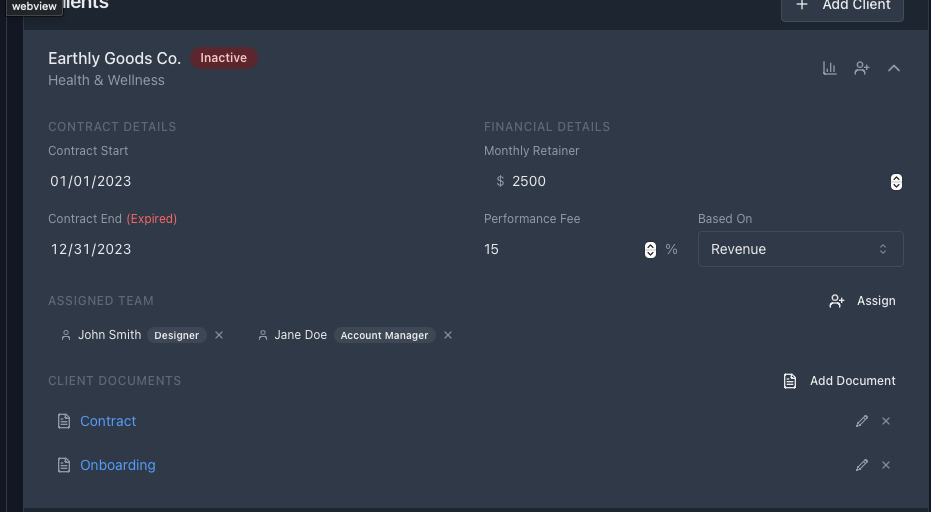 webview
Add Client
Earthly Goods Co. Inactive
Health & Wellness
CONTRACT DETAILS
Contract Start
01/01/2023
Contract End (Expired)
12/31/2023
FINANCIAL DETAILS
Monthly Retainer
$ 2500
Performance Fee
15 %
Based On
Revenue
ASSIGNED TEAM
Assign
John Smith Designer × Jane Doe Account Manager ×
CLIENT DOCUMENTS
Add Document
Contract
Onboarding